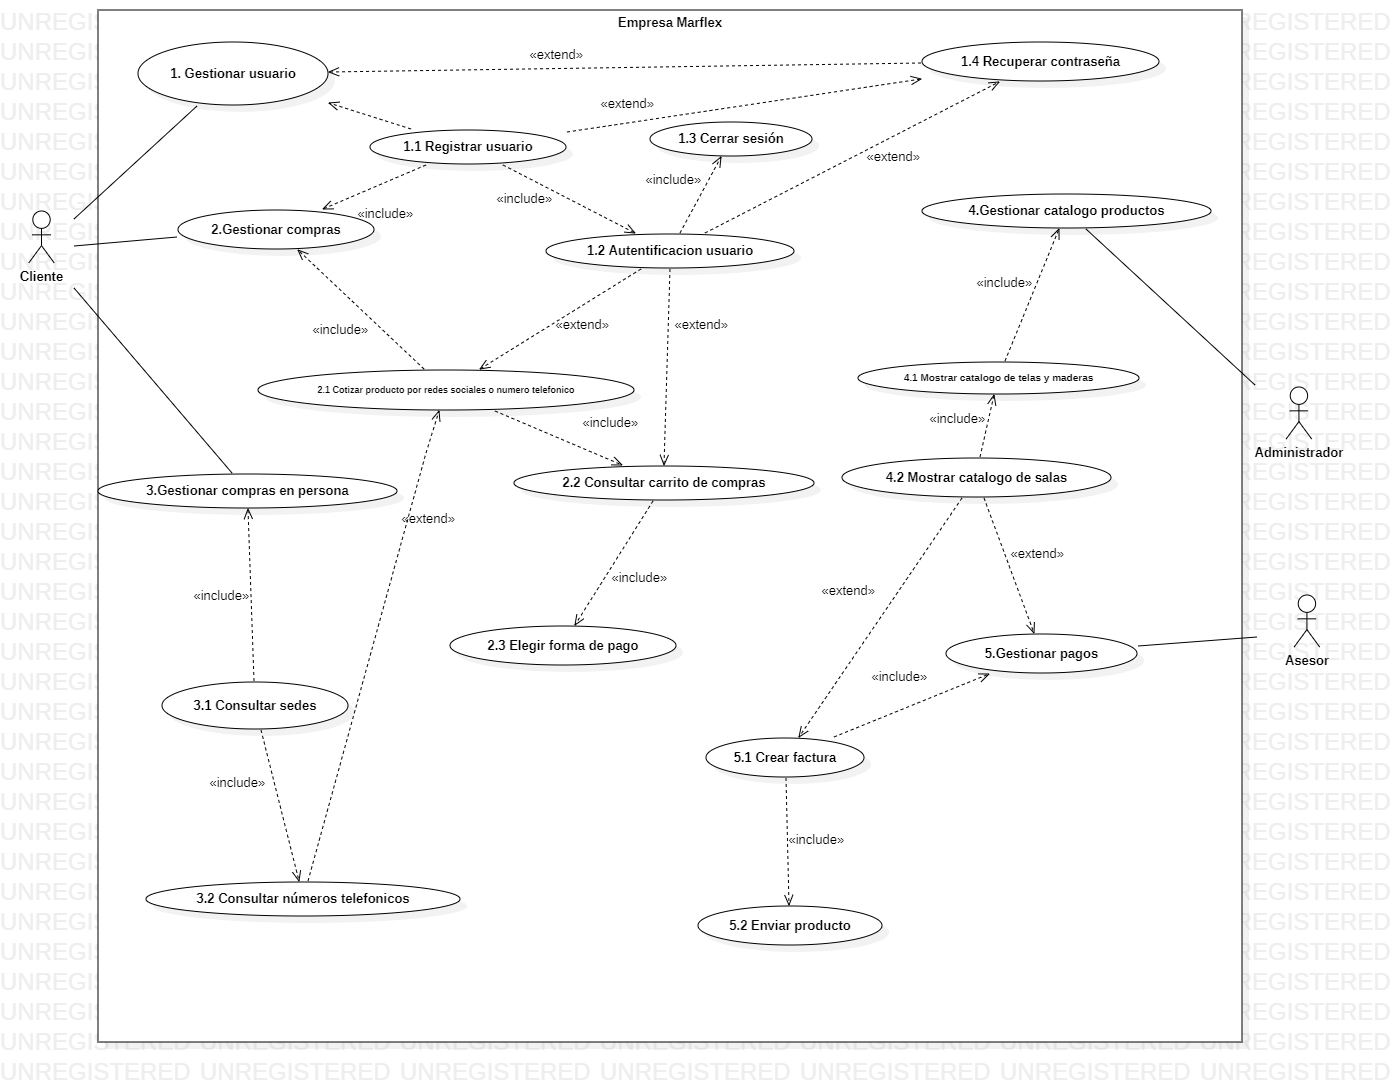 Empresa Marflex
1. Gestionar usuario
«extend»
1.4 Recuperar contraseña
«extend»
1.1 Registrar usuario
1.3 Cerrar sesión
«extend»
«include»
«include»
«include»
2.Gestionar compras
4.Gestionar catalogo productos
1.2 Autentificacion usuario
Cliente
«include»
«include»
«extend»
«extend»
2.1 Cotizar producto por redes sociales o numero telefonico
4.1 Mostrar catalogo de telas y maderas
«include»
«include»
Administrador
3.Gestionar compras en persona
2.2 Consultar carrito de compras
4.2 Mostrar catalogo de salas
«extend»
«extend»
«include»
«include»
«extend»
2.3 Elegir forma de pago
5.Gestionar pagos
Asesor
«include»
3.1 Consultar sedes
5.1 Crear factura
«include»
«include»
3.2 Consultar números telefonicos
5.2 Enviar producto
UNREGISTERED UNREGISTERED UNREGISTERED UNREGISTERED UNREGISTERED UNREGISTERED UNREGISTERED